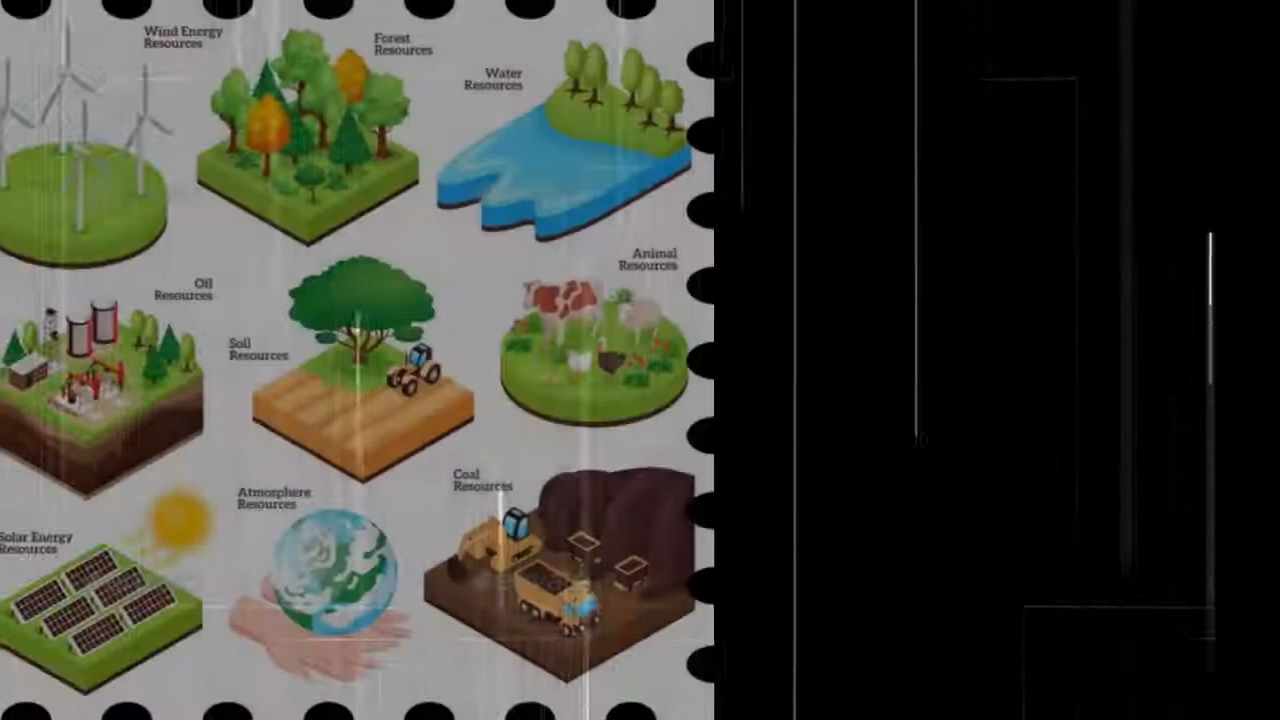 Wind Energy
Resources
Forest
Resources
Water
Resources
Oil
Resources
Soil
Resources
Animal
Resources
Solar Energy
Resources
Atmosphere
Resources
Coal
Resources